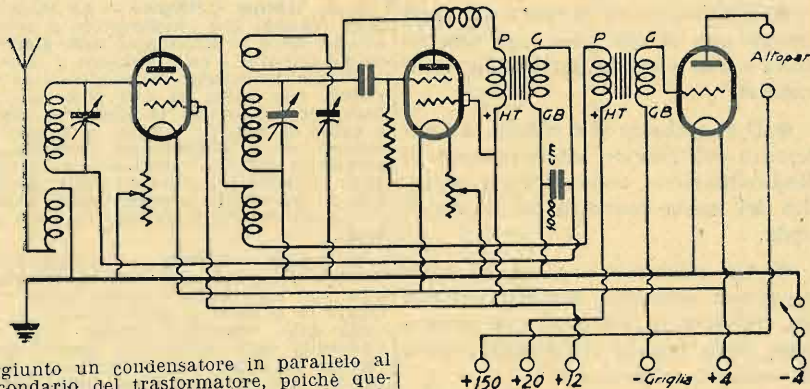 P G
+ HT GB
1000 cm
P G
+ HT GB
Altopar
+150 +20 +12 -Griglia +4 -4
giunto un condensatore in parallelo al
condario del trasformatore, poichè que-